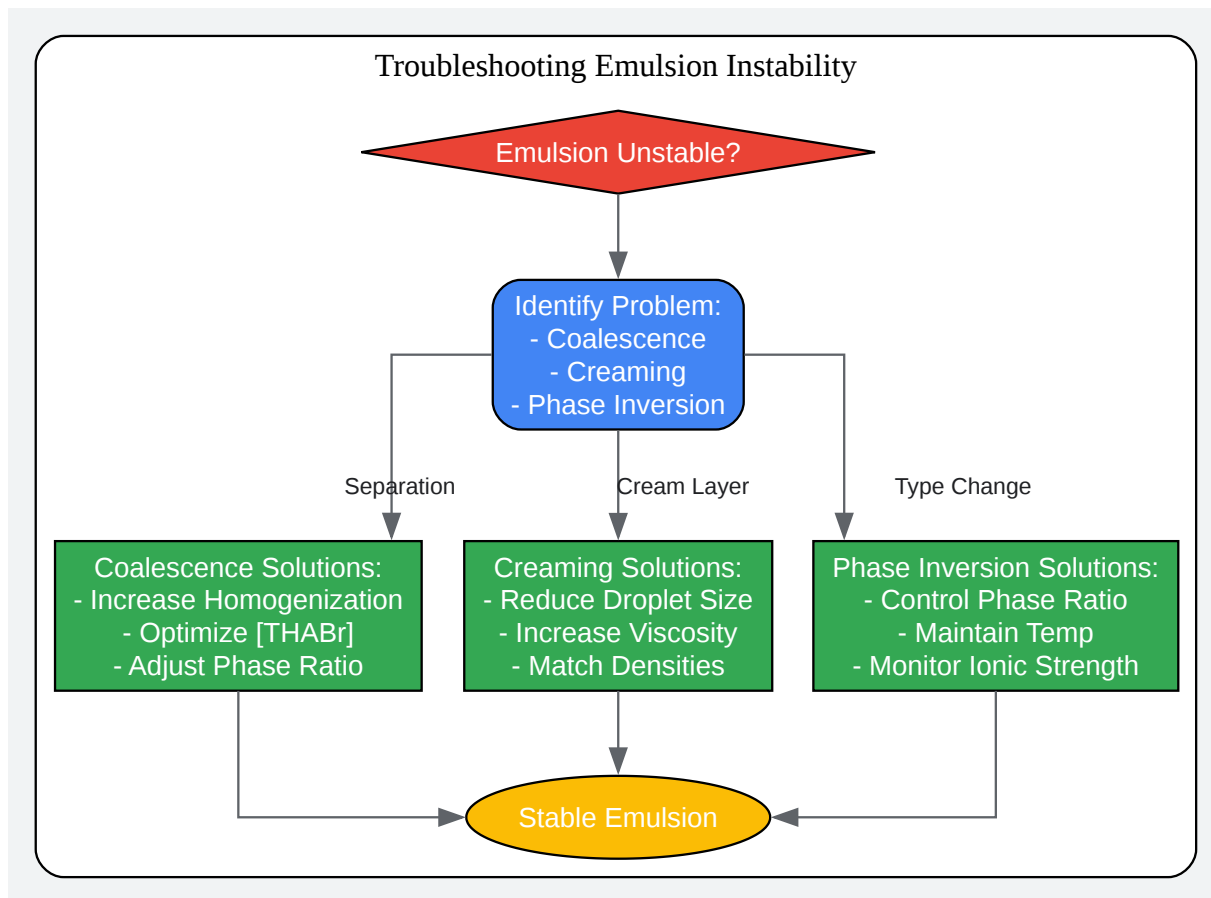 Troubleshooting Emulsion Instability
Emulsion Unstable?
Identify Problem:
- Coalescence
- Creaming
- Phase Inversion
Separation
Cream Layer
Type Change
Coalescence Solutions:
- Increase Homogenization
- Optimize [THABr]
- Adjust Phase Ratio
Creaming Solutions:
- Reduce Droplet Size
- Increase Viscosity
- Match Densities
Phase Inversion Solutions:
- Control Phase Ratio
- Maintain Temp
- Monitor Ionic Strength
Stable Emulsion